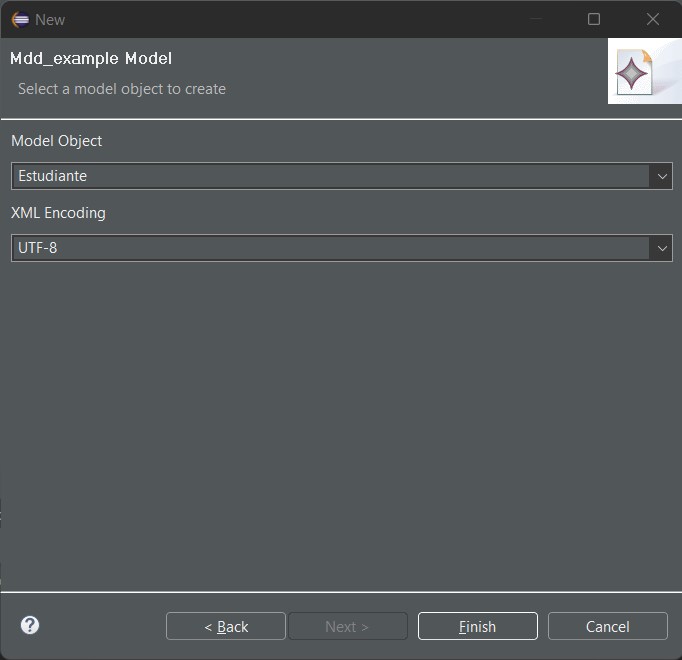 New
Mdd_example Model
Select a model object to create
Model Object
Estudiante
XML Encoding
UTF-8
?
< Back
Next >
Finish
Cancel